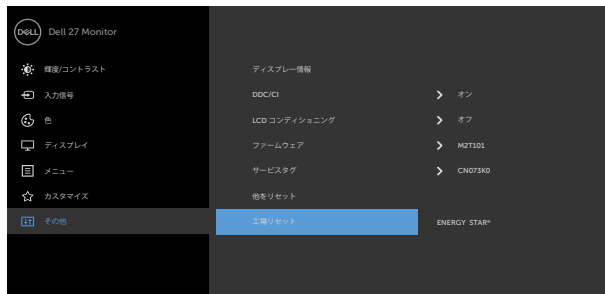 DELL
Dell 27 Monitor
輝度/コントラスト
入力信号
色
ディスプレイ
メニュー
カスタマイズ
その他
ディスプレー情報
DDC/CI オン
LCD コンディショニング オフ
ファームウェア M2T101
サービスタグ CN073K0
他をリセット
工場リセット ENERGY STAR®